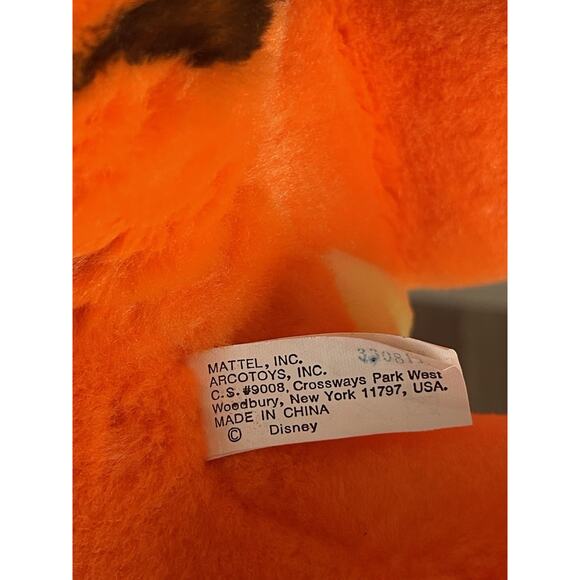 MATTEL, INC.
ARCOTOYS, INC.
C.S. #9008, Crossways Park West
Woodbury, New York 11797, USA.
MADE IN CHINA
© Disney